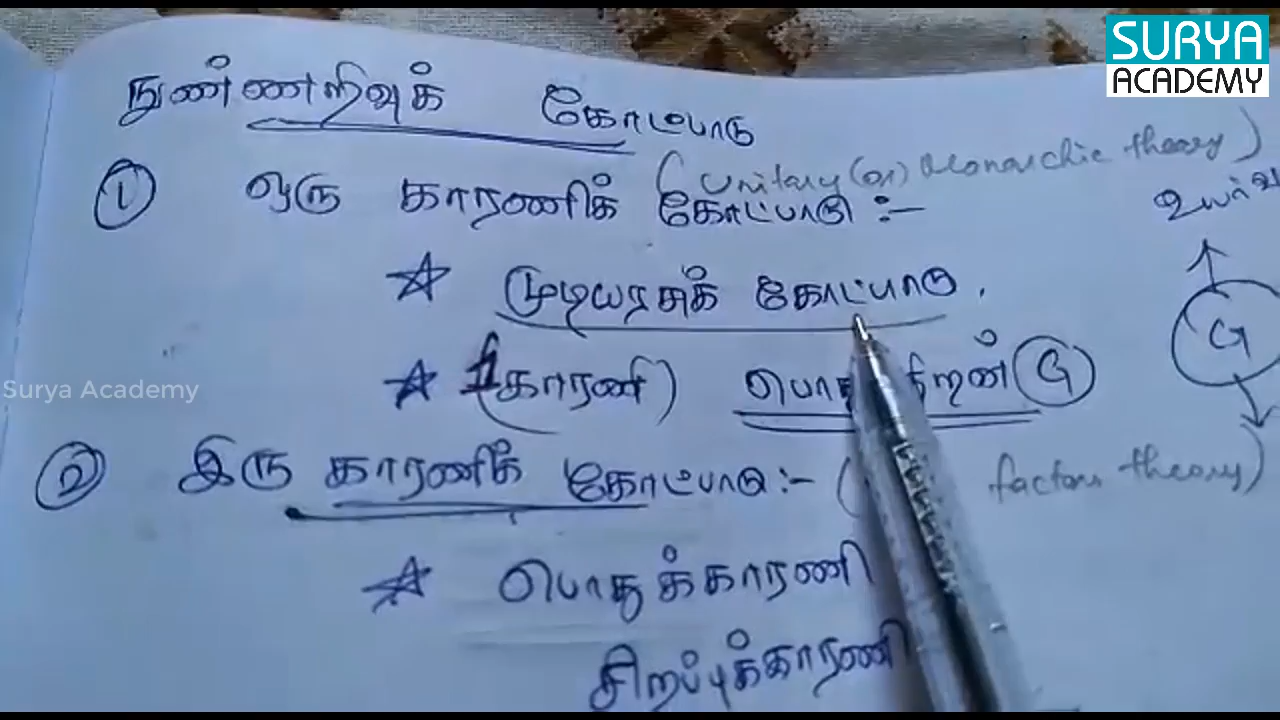 SURYA
ACADEMY
நுண்ணறிவுக் கோட்பாடு
① ஒரு காரணிக் கோட்பாடு :-
(Unitary (or) Monarchic theory)
உயர்வ
☆ முடியரசுக் கோட்பாடு.
G
☆ 1 (காரணி) G
Surya Academy
② இரு காரணிக் கோட்பாடு :- ( factors theory)
☆ பொதுக்காரணி
சிறப்புக்காரணி